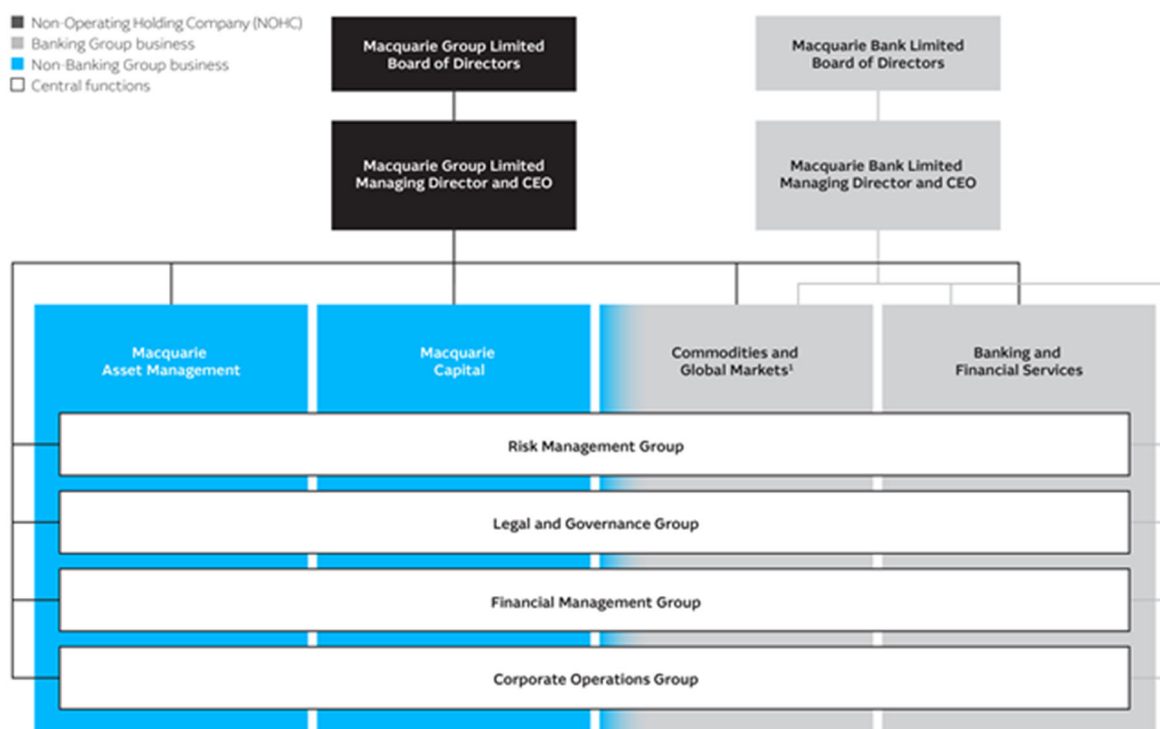 Non-Operating Holding Company (NOHC)
Banking Group business
Non-Banking Group business
Central functions
Macquarie Group Limited
Board of Directors
Macquarie Bank Limited
Board of Directors
Macquarie Group Limited
Managing Director and CEO
Macquarie Bank Limited
Managing Director and CEO
Macquarie
Asset Management
Macquarie
Capital
Commodities and
Global Markets¹
Banking and
Financial Services
Risk Management Group
Legal and Governance Group
Financial Management Group
Corporate Operations Group